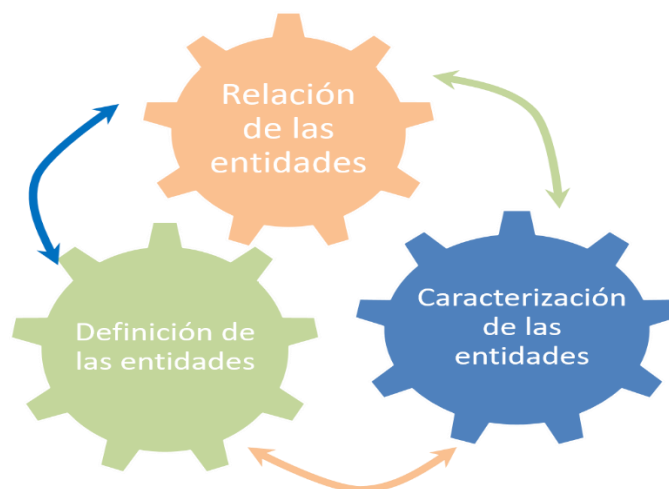 Relación
de las
entidades
Definición de
las entidades
Caracterización
de las
entidades